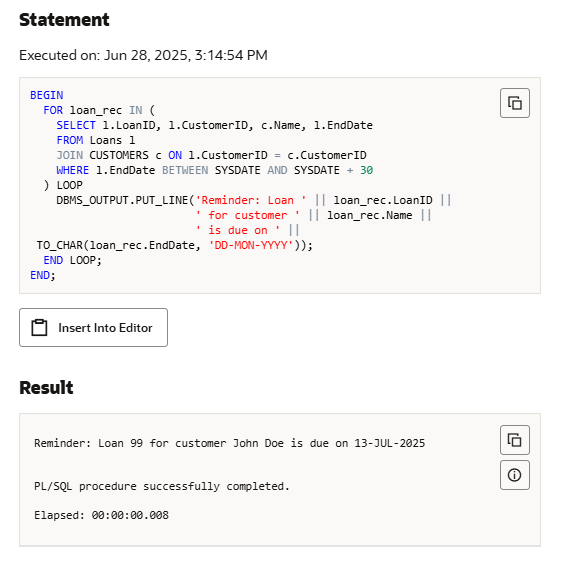 Statement
Executed on: Jun 28, 2025, 3:14:54 PM
BEGIN
  FOR loan_rec IN (
    SELECT l.LoanID, l.CustomerID, c.Name, l.EndDate
    FROM Loans l
    JOIN CUSTOMERS c ON l.CustomerID = c.CustomerID
    WHERE l.EndDate BETWEEN SYSDATE AND SYSDATE + 30
  ) LOOP
    DBMS_OUTPUT.PUT_LINE('Reminder: Loan ' || loan_rec.LoanID ||
                         ' for customer ' || loan_rec.Name ||
                         ' is due on ' ||
 TO_CHAR(loan_rec.EndDate, 'DD-MON-YYYY'));
  END LOOP;
END;
Insert Into Editor
Result
Reminder: Loan 99 for customer John Doe is due on 13-JUL-2025
PL/SQL procedure successfully completed.
Elapsed: 00:00:00.008